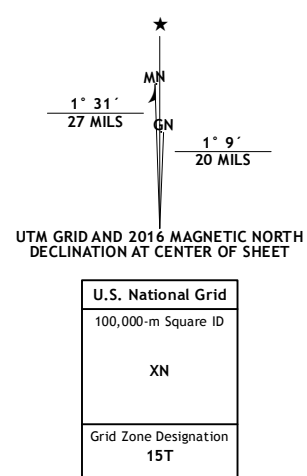 MN
1° 31´
27 MILS
GN
1° 9´
20 MILS
UTM GRID AND 2016 MAGNETIC NORTH
DECLINATION AT CENTER OF SHEET
U.S. National Grid
100,000-m Square ID
XN
Grid Zone Designation
15T